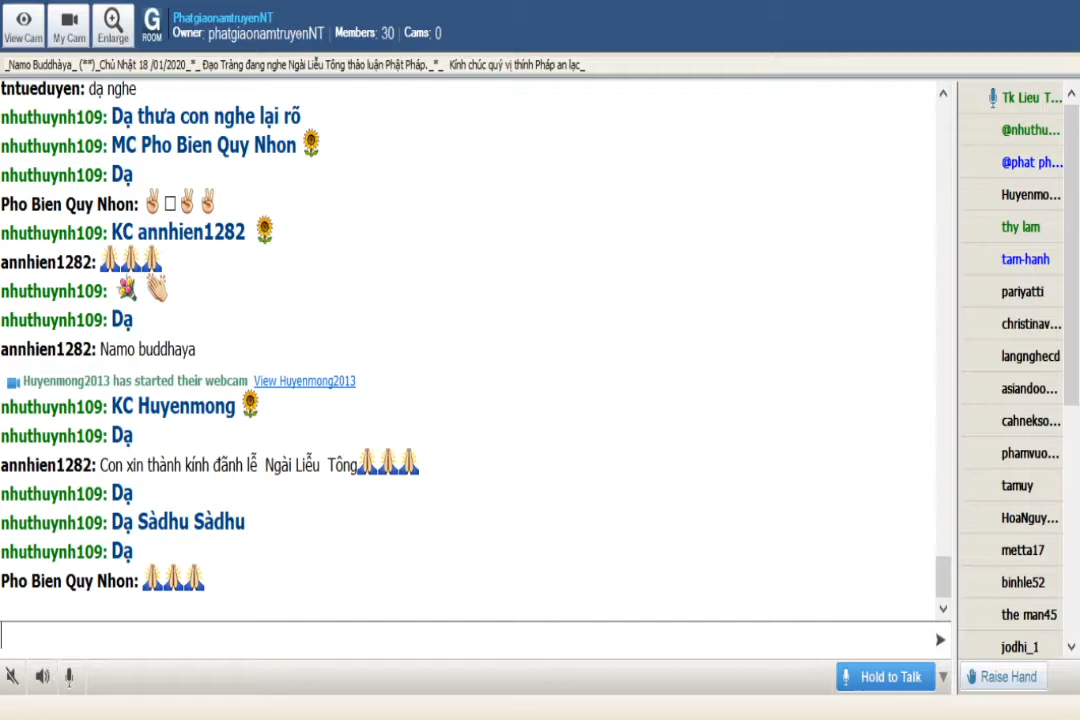 View Cam
My Cam
Enlarge
G
ROOM
PhatgiaonamtruyenNT
Owner: phatgiaonamtruyenNT | Members: 30 | Cams: 0
_Namo Buddhàya_ (**)_Chủ Nhật 18 /01/2020_*_ Đạo Tràng đang nghe Ngài Liễu Tông thảo luận Phật Pháp._*_ Kính chúc quý vị thính Pháp an lạc_
tntueduyen: dạ nghe
nhuthuynh109: Dạ thưa con nghe lại rõ
nhuthuynh109: MC Pho Bien Quy Nhon 🌻
nhuthuynh109: Dạ
Pho Bien Quy Nhon: ✌□✌✌
nhuthuynh109: KC annhien1282 🌻
annhien1282: 🙏🙏🙏
nhuthuynh109: 💐 👏
nhuthuynh109: Dạ
annhien1282: Namo buddhaya
Huyenmong2013 has started their webcam View Huyenmong2013
nhuthuynh109: KC Huyenmong 🌻
nhuthuynh109: Dạ
annhien1282: Con xin thành kính đãnh lễ Ngài Liễu Tông🙏🙏🙏
nhuthuynh109: Dạ
nhuthuynh109: Dạ Sàdhu Sàdhu
nhuthuynh109: Dạ
Pho Bien Quy Nhon: 🙏🙏🙏
Tk Lieu T...
@nhuthu...
@phat ph...
Huyenmo...
thy lam
tam-hanh
pariyatti
christinav...
langnghecd
asiandoo...
cahnekso...
phamvuo...
tamuy
HoaNguy...
metta17
binhle52
the man45
jodhi_1
Hold to Talk
Raise Hand